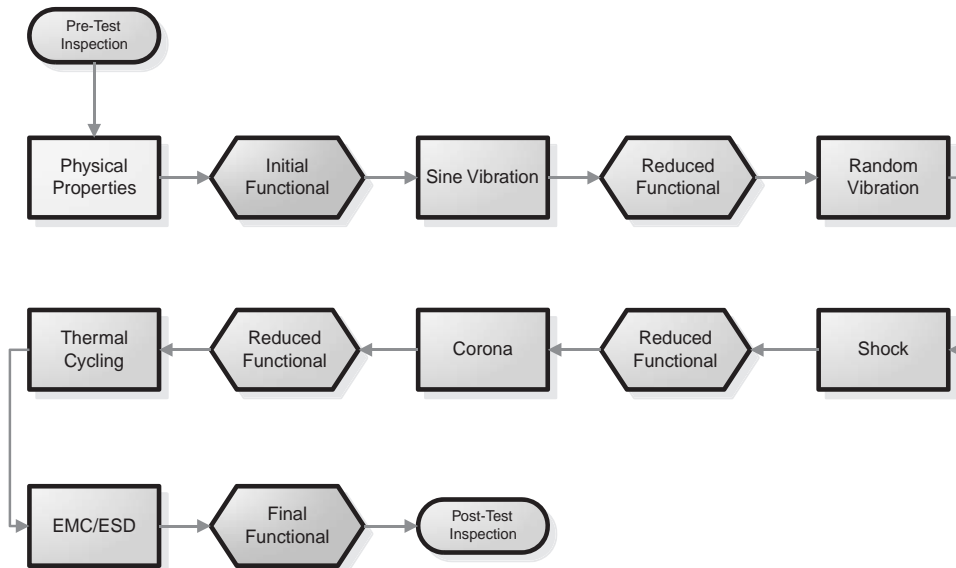 Pre-Test
Inspection
Physical
Properties
Initial
Functional
Sine Vibration
Reduced
Functional
Random
Vibration
Thermal
Cycling
Reduced
Functional
Corona
Reduced
Functional
Shock
EMC/ESD
Final
Functional
Post-Test
Inspection